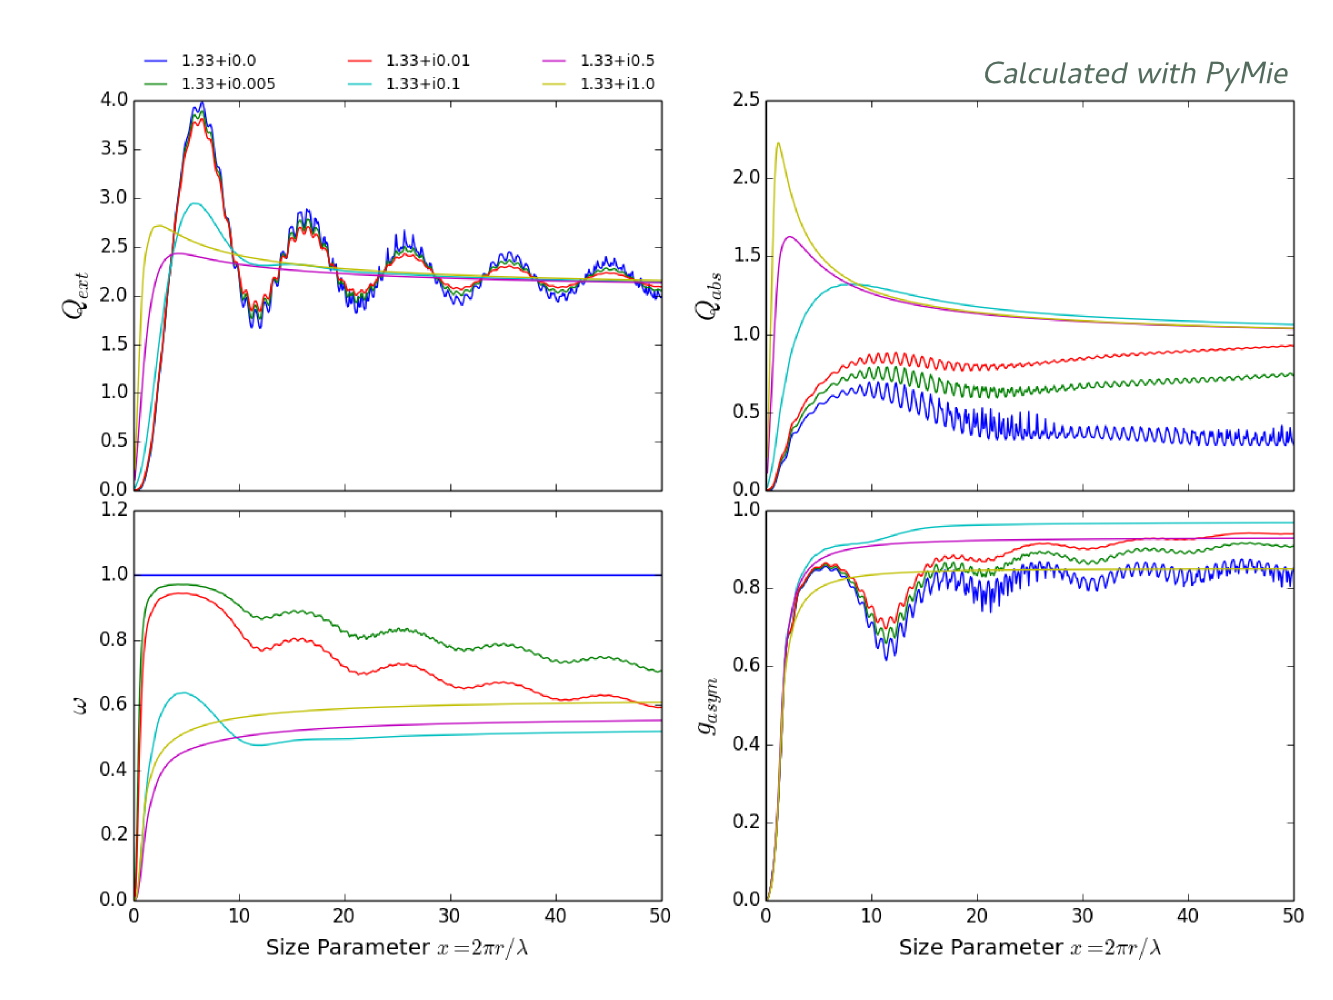 1.33+i0.0 1.33+i0.01 1.33+i0.5
1.33+i0.005 1.33+i0.1 1.33+i1.0
Calculated with PyMie
4.0
3.5
3.0
2.5
2.0
1.5
1.0
0.5
0.0
Q_ext
2.5
2.0
1.5
1.0
0.5
0.0
Q_abs
1.2
1.0
0.8
0.6
0.4
0.2
0.0
ω
0 10 20 30 40 50
Size Parameter x=2πr/λ
1.0
0.8
0.6
0.4
0.2
0.0
g_asym
0 10 20 30 40 50
Size Parameter x=2πr/λ